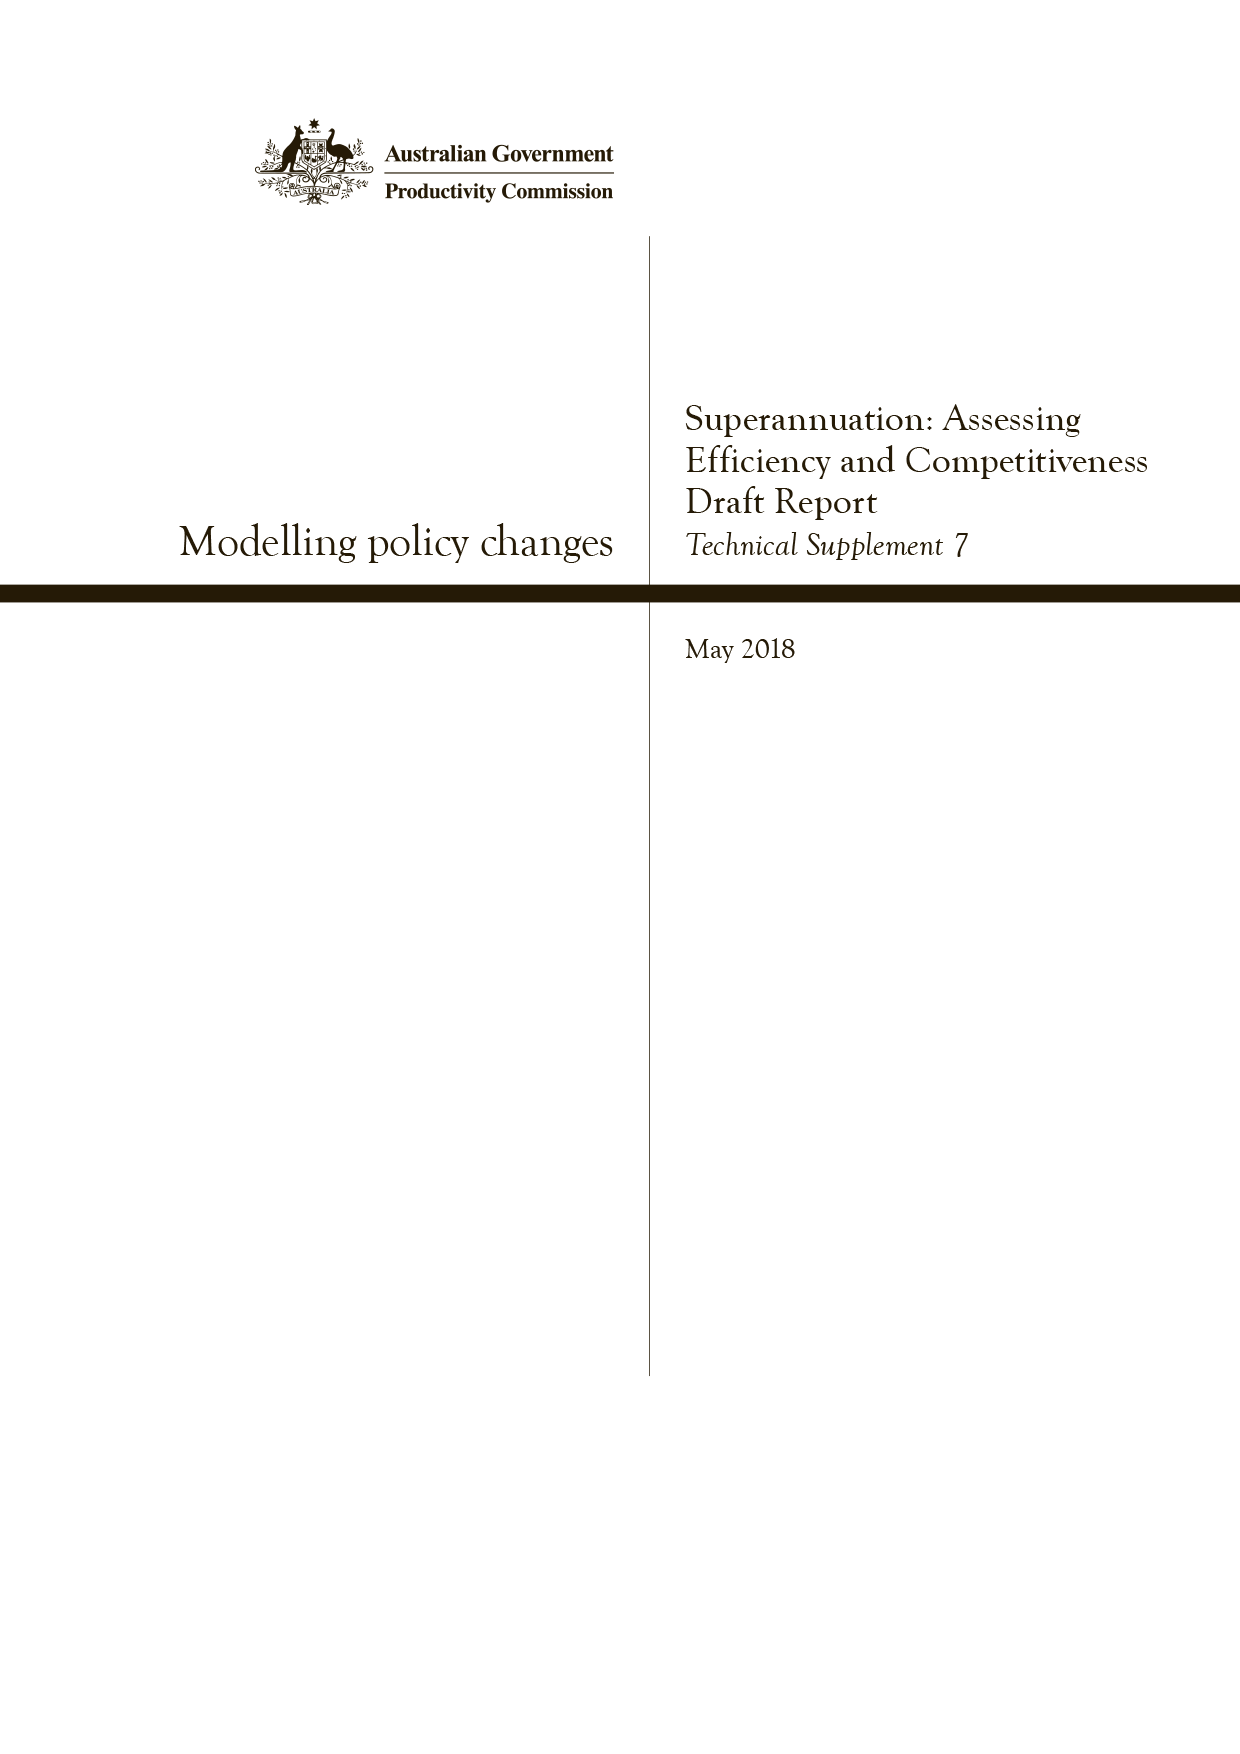 AUSTRALIA
Australian Government
Productivity Commission
Modelling policy changes
Superannuation: Assessing
Efficiency and Competitiveness
Draft Report
Technical Supplement 7
May 2018